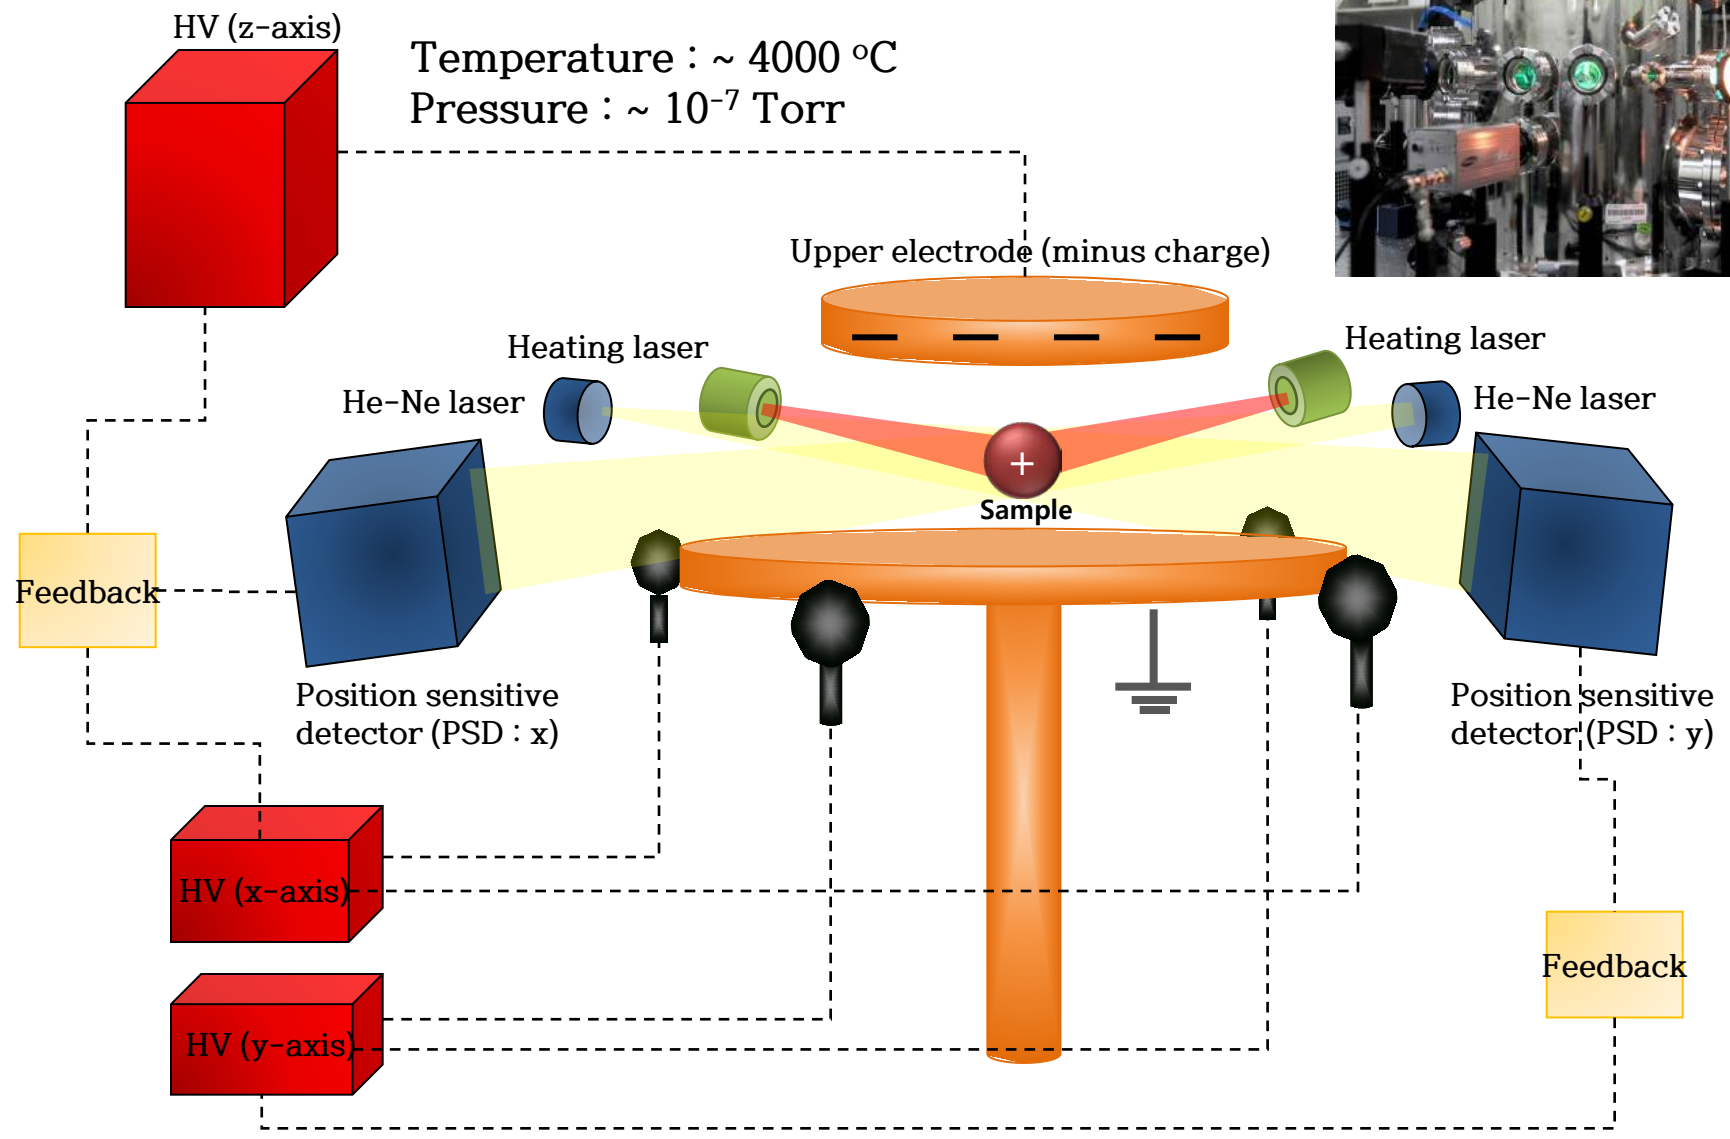 HV (z-axis)
Temperature : ~ 4000 °C
Pressure : ~ 10⁻⁷ Torr
Upper electrode (minus charge)
Heating laser
Heating laser
He-Ne laser
He-Ne laser
+
Sample
Feedback
Position sensitive
detector (PSD : x)
Position sensitive
detector (PSD : y)
HV (x-axis)
Feedback
HV (y-axis)